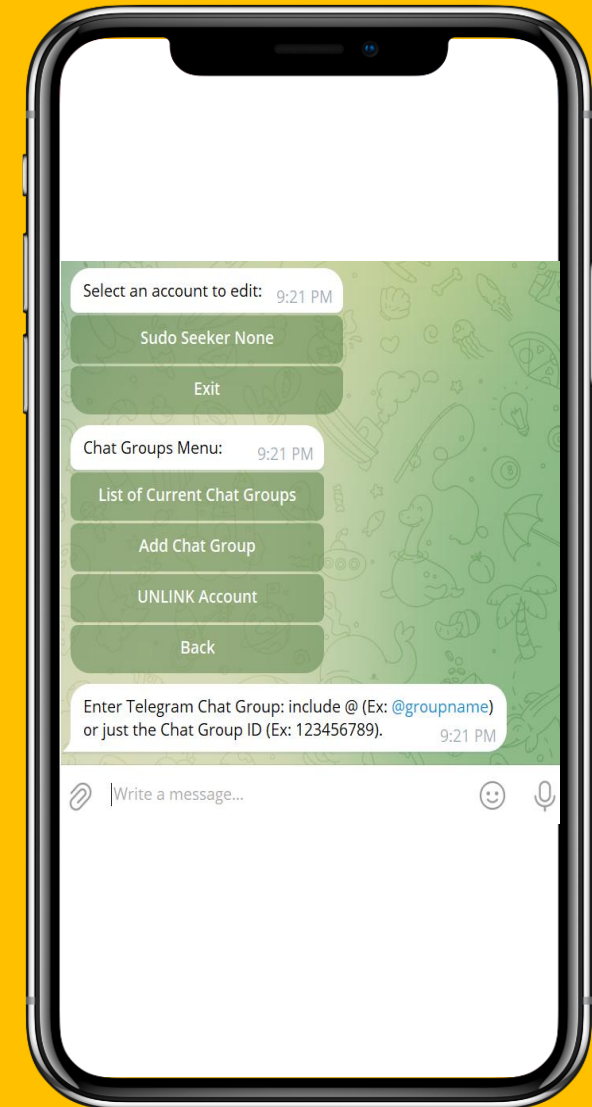 Select an account to edit: 9:21 PM
Sudo Seeker None
Exit
Chat Groups Menu: 9:21 PM
List of Current Chat Groups
Add Chat Group
UNLINK Account
Back
Enter Telegram Chat Group: include @ (Ex: @groupname)
or just the Chat Group ID (Ex: 123456789). 9:21 PM
Write a message...